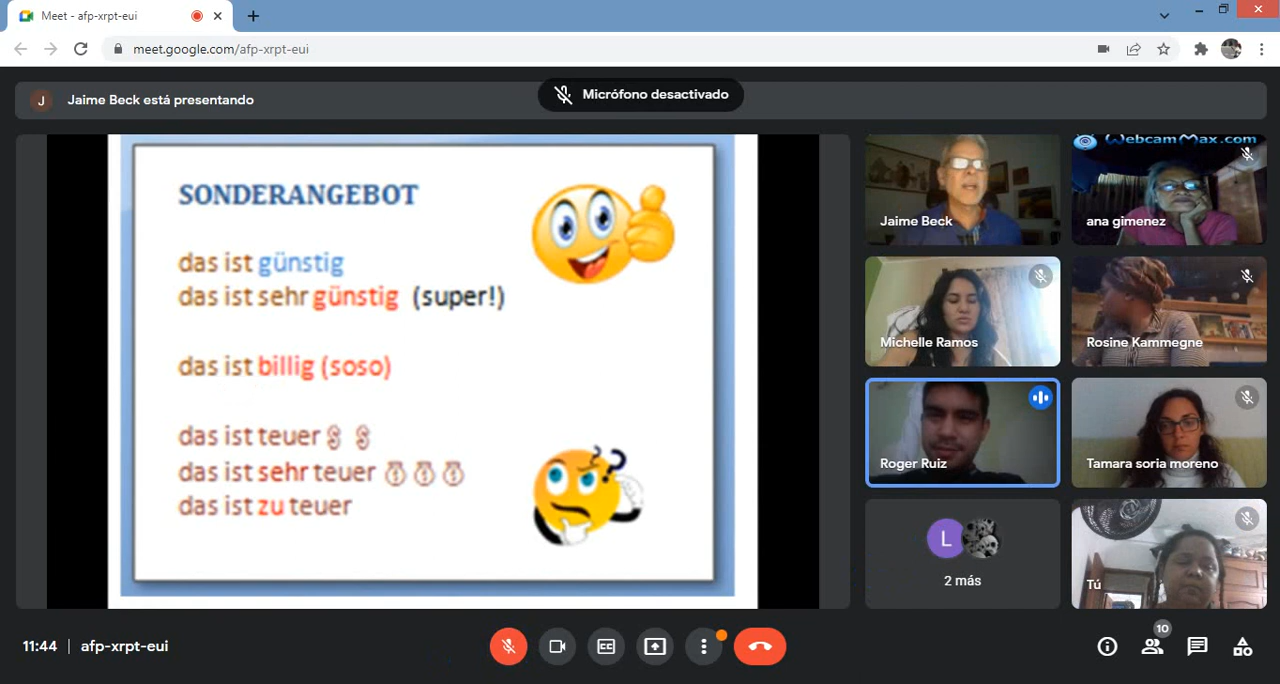 Meet - afp-xrpt-eui
meet.google.com/afp-xrpt-eui
J
Jaime Beck está presentando
Micrófono desactivado
SONDERANGEBOT
das ist günstig
das ist sehr günstig (super!)
das ist billig (soso)
das ist teuer
das ist sehr teuer
das ist zu teuer
WebcamMax.com
Jaime Beck
ana gimenez
Michelle Ramos
Rosine Kammegne
Roger Ruiz
Tamara soria moreno
L
2 más
Tú
11:44 | afp-xrpt-eui
CC
10